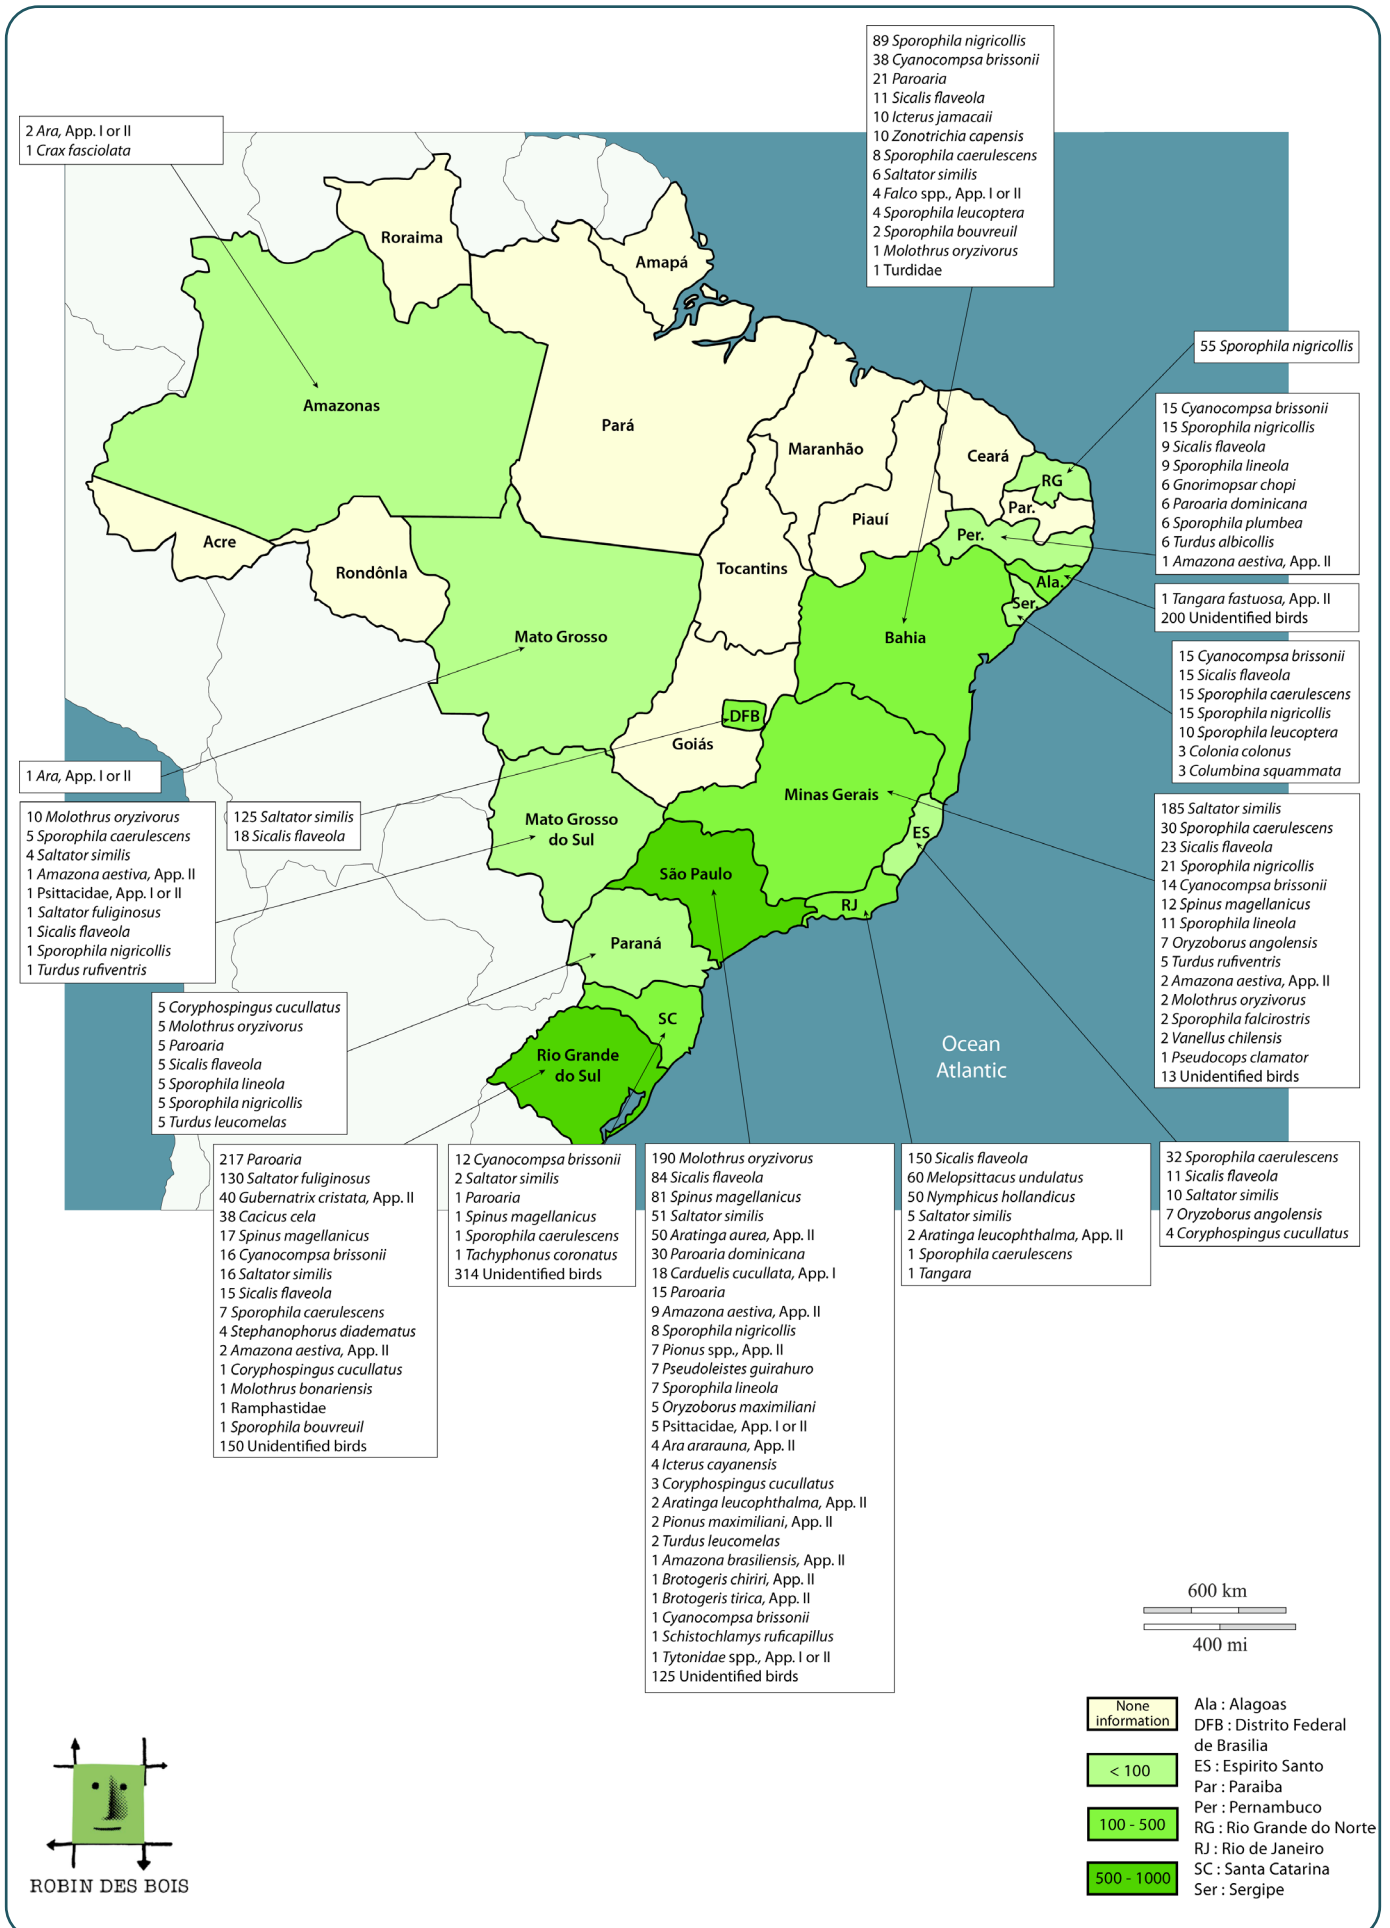 89 Sporophila nigricollis
38 Cyanocompsa brissonii
21 Paroaria
11 Sicalis flaveola
10 Icterus jamacaii
10 Zonotrichia capensis
8 Sporophila caerulescens
6 Saltator similis
4 Falco spp., App. I or II
4 Sporophila leucoptera
2 Sporophila bouvreuil
1 Molothrus oryzivorus
1 Turdidae
2 Ara, App. I or II
1 Crax fasciolata
Roraima
Amapá
Amazonas
Pará
Maranhão
Ceará
RG
Par.
Piauí
Per.
Acre
Rondônla
Tocantins
Ala.
Ser.
Mato Grosso
Bahia
DFB
Goiás
Minas Gerais
Mato Grosso
do Sul
ES
São Paulo
RJ
Paraná
SC
Rio Grande
do Sul
Ocean
Atlantic
55 Sporophila nigricollis
15 Cyanocompsa brissonii
15 Sporophila nigricollis
9 Sicalis flaveola
9 Sporophila lineola
6 Gnorimopsar chopi
6 Paroaria dominicana
6 Sporophila plumbea
6 Turdus albicollis
1 Amazona aestiva, App. II
1 Tangara fastuosa, App. II
200 Unidentified birds
15 Cyanocompsa brissonii
15 Sicalis flaveola
15 Sporophila caerulescens
15 Sporophila nigricollis
10 Sporophila leucoptera
3 Colonia colonus
3 Columbina squammata
1 Ara, App. I or II
10 Molothrus oryzivorus
5 Sporophila caerulescens
4 Saltator similis
1 Amazona aestiva, App. II
1 Psittacidae, App. I or II
1 Saltator fuliginosus
1 Sicalis flaveola
1 Sporophila nigricollis
1 Turdus rufiventris
125 Saltator similis
18 Sicalis flaveola
185 Saltator similis
30 Sporophila caerulescens
23 Sicalis flaveola
21 Sporophila nigricollis
14 Cyanocompsa brissonii
12 Spinus magellanicus
11 Sporophila lineola
7 Oryzoborus angolensis
5 Turdus rufiventris
2 Amazona aestiva, App. II
2 Molothrus oryzivorus
2 Sporophila falcirostris
2 Vanellus chilensis
1 Pseudocops clamator
13 Unidentified birds
5 Coryphospingus cucullatus
5 Molothrus oryzivorus
5 Paroaria
5 Sicalis flaveola
5 Sporophila lineola
5 Sporophila nigricollis
5 Turdus leucomelas
217 Paroaria
130 Saltator fuliginosus
40 Gubernatrix cristata, App. II
38 Cacicus cela
17 Spinus magellanicus
16 Cyanocompsa brissonii
16 Saltator similis
15 Sicalis flaveola
7 Sporophila caerulescens
4 Stephanophorus diadematus
2 Amazona aestiva, App. II
1 Coryphospingus cucullatus
1 Molothrus bonariensis
1 Ramphastidae
1 Sporophila bouvreuil
150 Unidentified birds
12 Cyanocompsa brissonii
2 Saltator similis
1 Paroaria
1 Spinus magellanicus
1 Sporophila caerulescens
1 Tachyphonus coronatus
314 Unidentified birds
190 Molothrus oryzivorus
84 Sicalis flaveola
81 Spinus magellanicus
51 Saltator similis
50 Aratinga aurea, App. II
30 Paroaria dominicana
18 Carduelis cucullata, App. I
15 Paroaria
9 Amazona aestiva, App. II
8 Sporophila nigricollis
7 Pionus spp., App. II
7 Pseudoleistes guirahuro
7 Sporophila lineola
5 Oryzoborus maximiliani
5 Psittacidae, App. I or II
4 Ara ararauna, App. II
4 Icterus cayanensis
3 Coryphospingus cucullatus
2 Aratinga leucophthalma, App. II
2 Pionus maximiliani, App. II
2 Turdus leucomelas
1 Amazona brasiliensis, App. II
1 Brotogeris chiriri, App. II
1 Brotogeris tirica, App. II
1 Cyanocompsa brissonii
1 Schistochlamys ruficapillus
1 Tytonidae spp., App. I or II
125 Unidentified birds
150 Sicalis flaveola
60 Melopsittacus undulatus
50 Nymphicus hollandicus
5 Saltator similis
2 Aratinga leucophthalma, App. II
1 Sporophila caerulescens
1 Tangara
32 Sporophila caerulescens
11 Sicalis flaveola
10 Saltator similis
7 Oryzoborus angolensis
4 Coryphospingus cucullatus
600 km
400 mi
None
information
< 100
100 - 500
500 - 1000
Ala : Alagoas
DFB : Distrito Federal
de Brasilia
ES : Espirito Santo
Par : Paraiba
Per : Pernambuco
RG : Rio Grande do Norte
RJ : Rio de Janeiro
SC : Santa Catarina
Ser : Sergipe
ROBIN DES BOIS